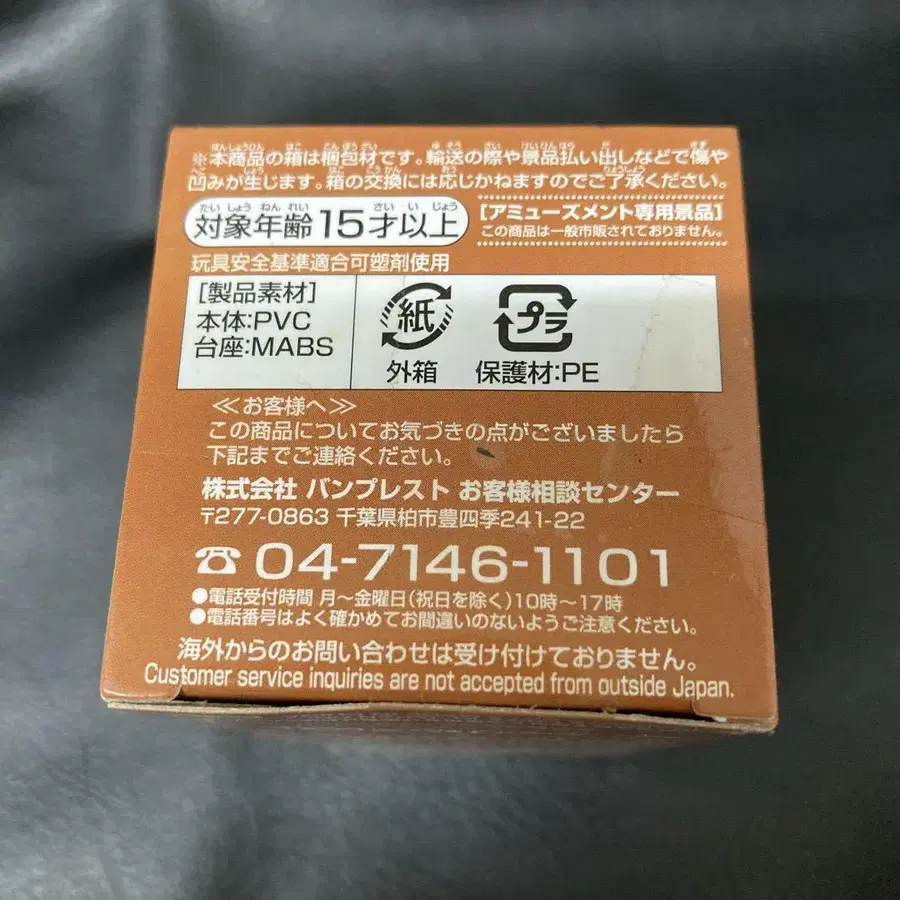 ※本商品の箱は梱包材です。輸送の際や景品払い出しなどで傷や
凹みが生じます。箱の交換には応じかねますのでご了承ください。
対象年齢15才以上
[アミューズメント専用景品]
この商品は一般市販されておりません。
玩具安全基準適合可塑剤使用
[製品素材]
本体:PVC
台座:MABS
紙
外箱
プラ
保護材:PE
≪お客様へ≫
この商品についてお気づきの点がございましたら
下記までご連絡ください。
株式会社 バンプレスト お客様相談センター
〒277-0863 千葉県柏市豊四季241-22
☎04-7146-1101
●電話受付時間 月〜金曜日(祝日を除く)10時〜17時
●電話番号はよく確かめてお間違いのないようご注意ください。
海外からのお問い合わせは受け付けておりません。
Customer service inquiries are not accepted from outside Japan.